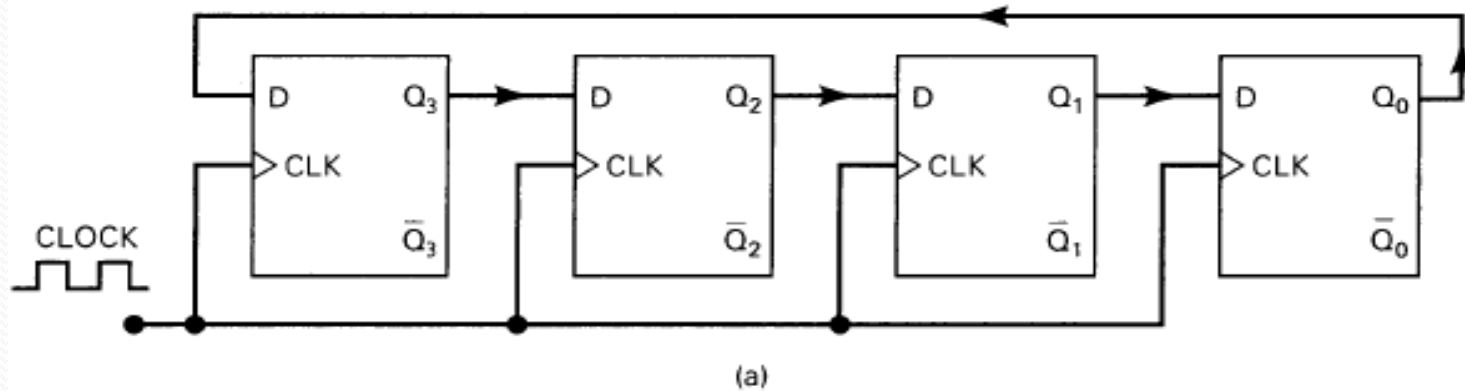 D Q₃ D Q₂ D Q₁ D Q₀
CLK CLK CLK CLK
CLOCK Q̅₃ Q̅₂ Q̅₁ Q̅₀
(a)